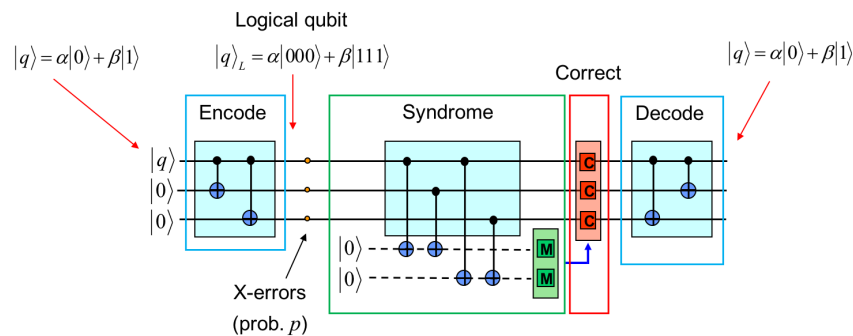 Logical qubit
|q⟩ = α|0⟩ + β|1⟩
|q⟩_L = α|000⟩ + β|111⟩
|q⟩ = α|0⟩ + β|1⟩
Correct
Encode
Syndrome
Decode
|q⟩
C
|0⟩
C
|0⟩
C
|0⟩
M
|0⟩
M
X-errors
(prob. p)